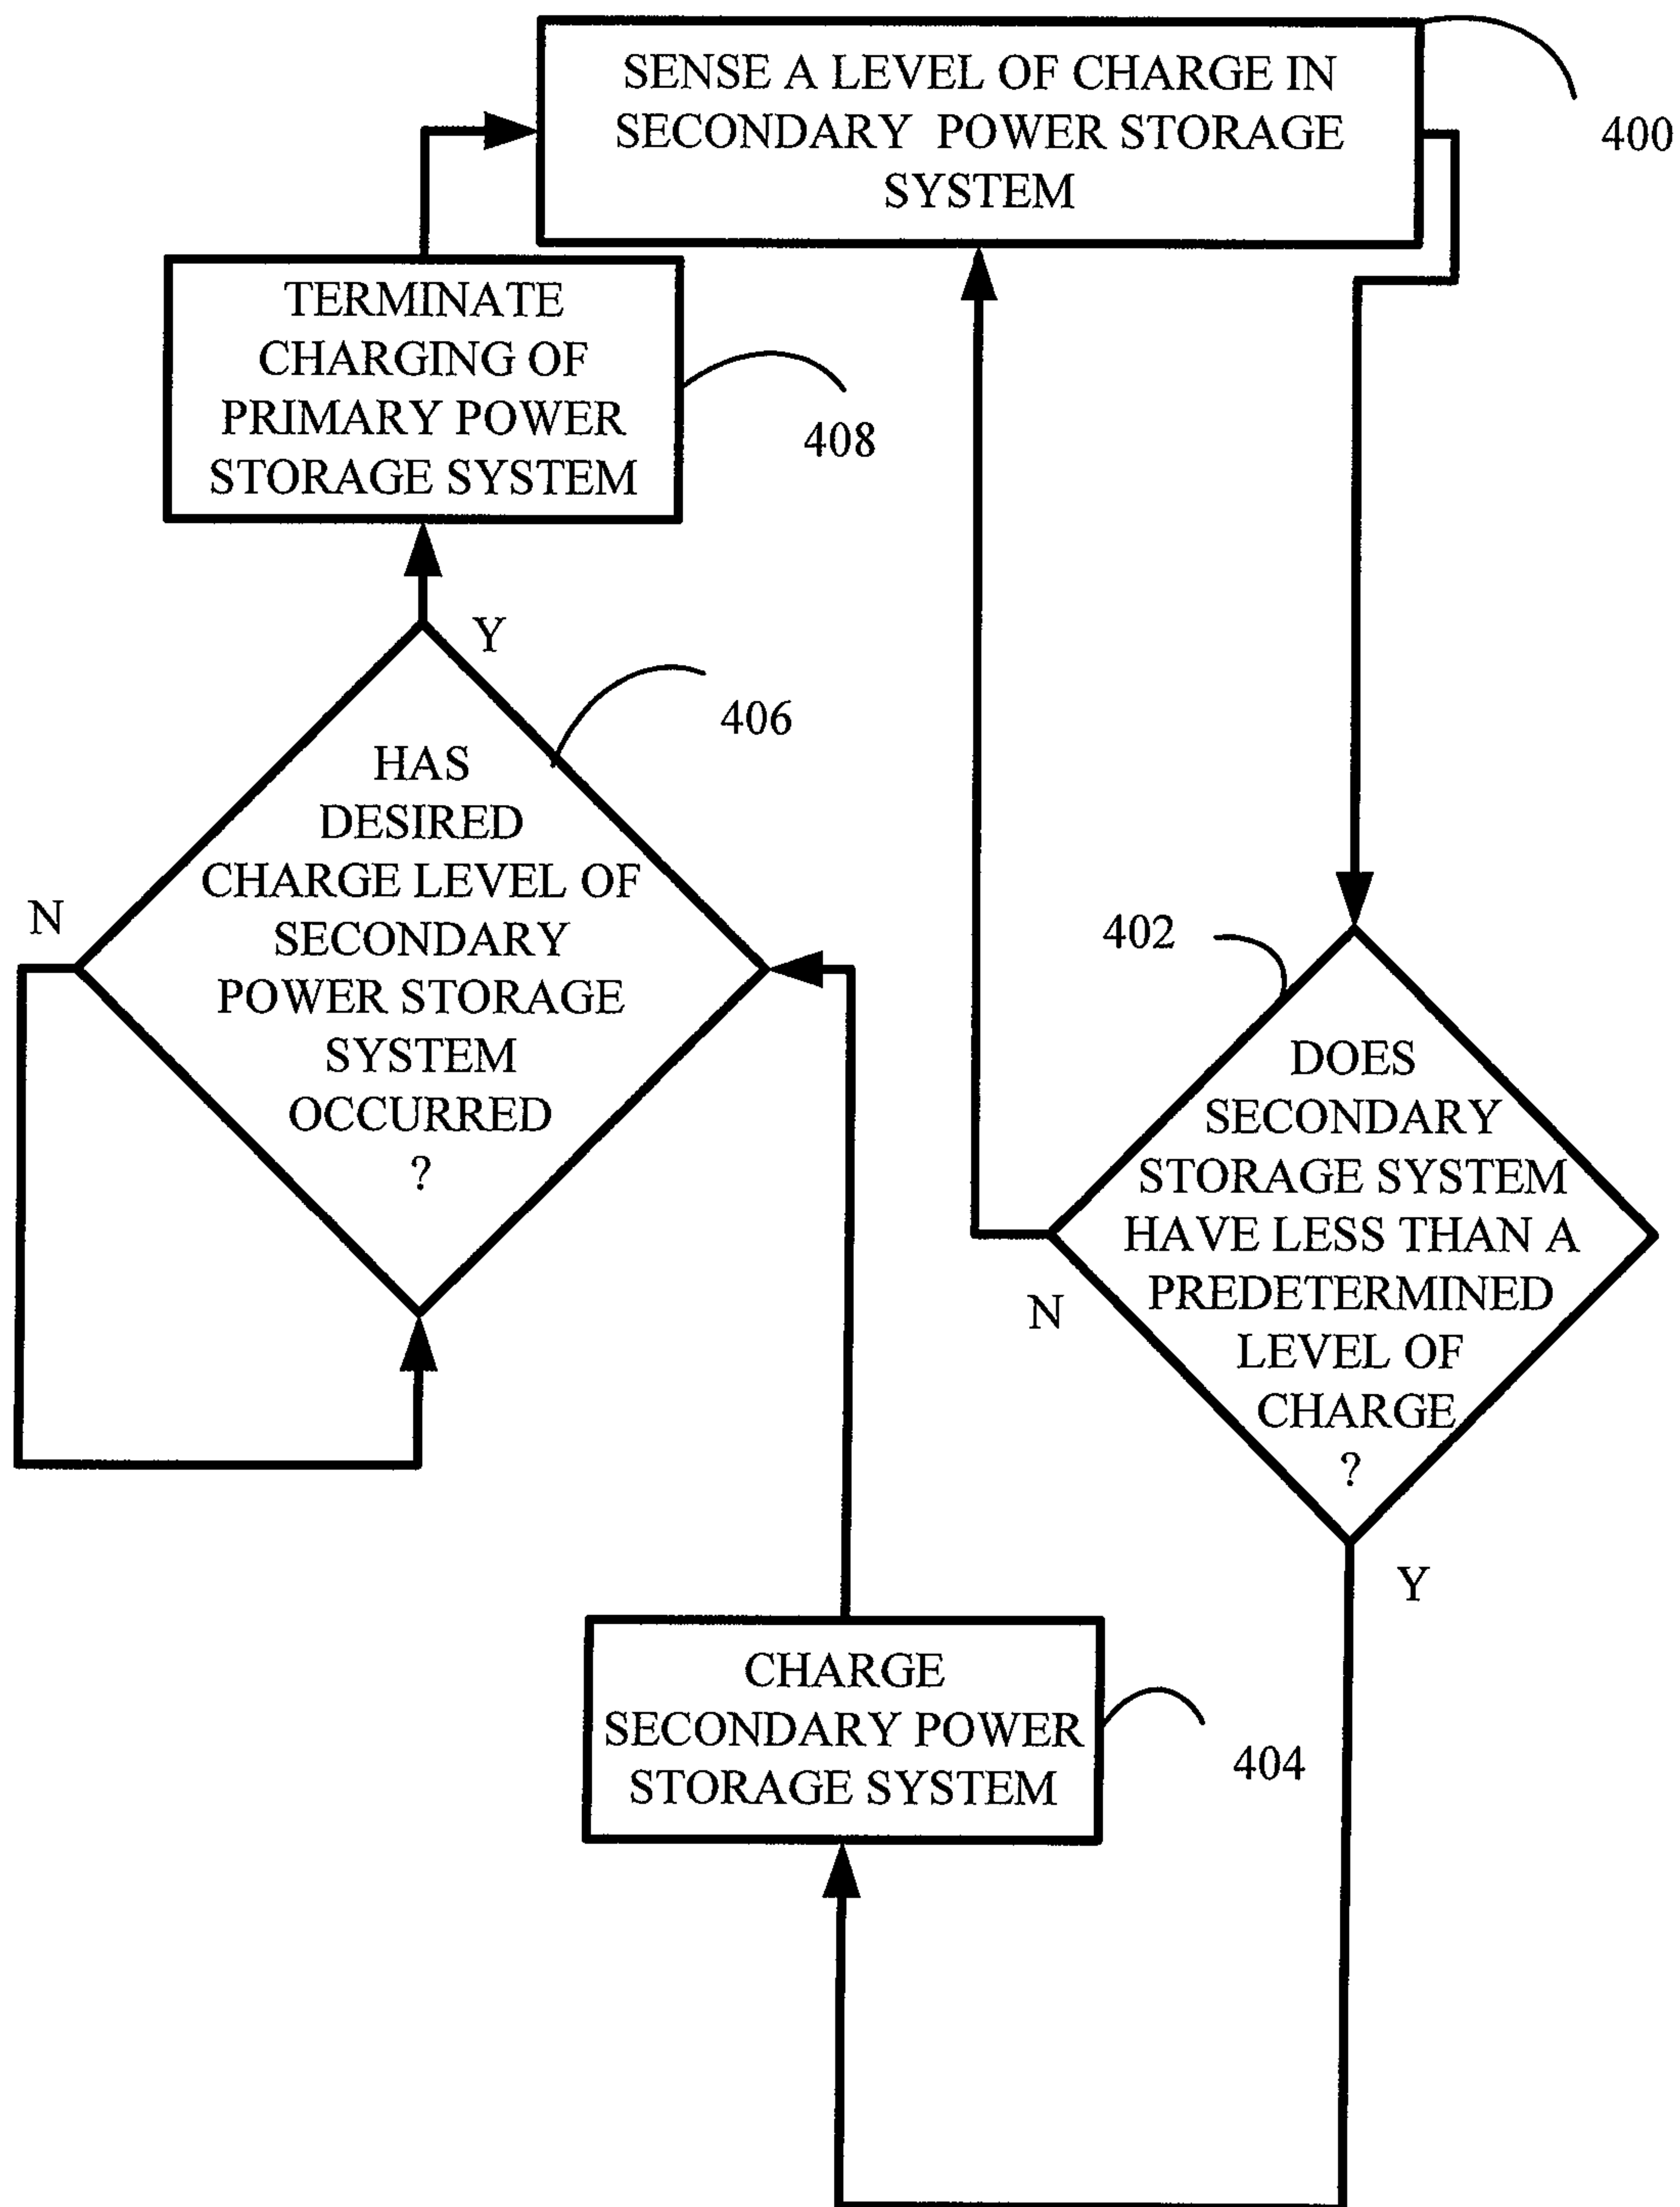 SENSE A LEVEL OF CHARGE IN
SECONDARY POWER STORAGE
SYSTEM
400
TERMINATE
CHARGING OF
PRIMARY POWER
STORAGE SYSTEM
408
Y
406
HAS
DESIRED
CHARGE LEVEL OF
SECONDARY
POWER STORAGE
SYSTEM
OCCURRED
?
N
402
DOES
SECONDARY
STORAGE SYSTEM
HAVE LESS THAN A
PREDETERMINED
LEVEL OF
CHARGE
?
N
Y
CHARGE
SECONDARY POWER
STORAGE SYSTEM
404